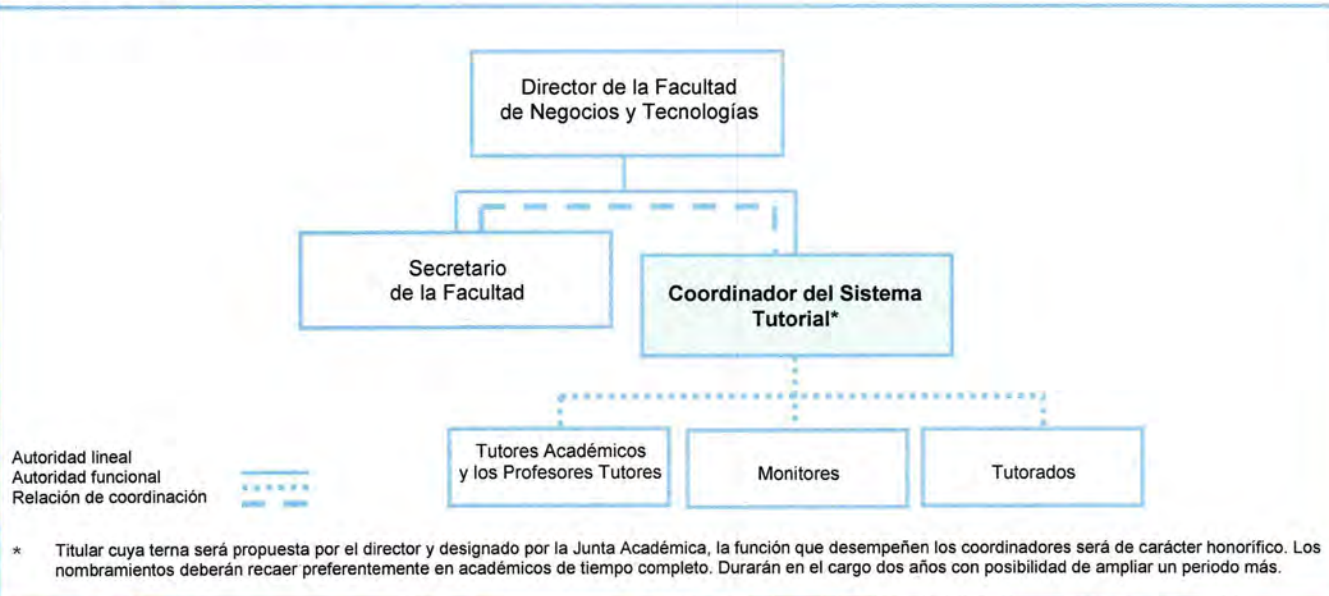 Director de la Facultad
de Negocios y Tecnologías
Secretario
de la Facultad
Coordinador del Sistema
Tutorial*
Tutores Académicos
y los Profesores Tutores
Monitores
Tutorados
Autoridad lineal
Autoridad funcional
Relación de coordinación
* Titular cuya terna será propuesta por el director y designado por la Junta Académica, la función que desempeñen los coordinadores será de carácter honorífico. Los
nombramientos deberán recaer preferentemente en académicos de tiempo completo. Durarán en el cargo dos años con posibilidad de ampliar un periodo más.